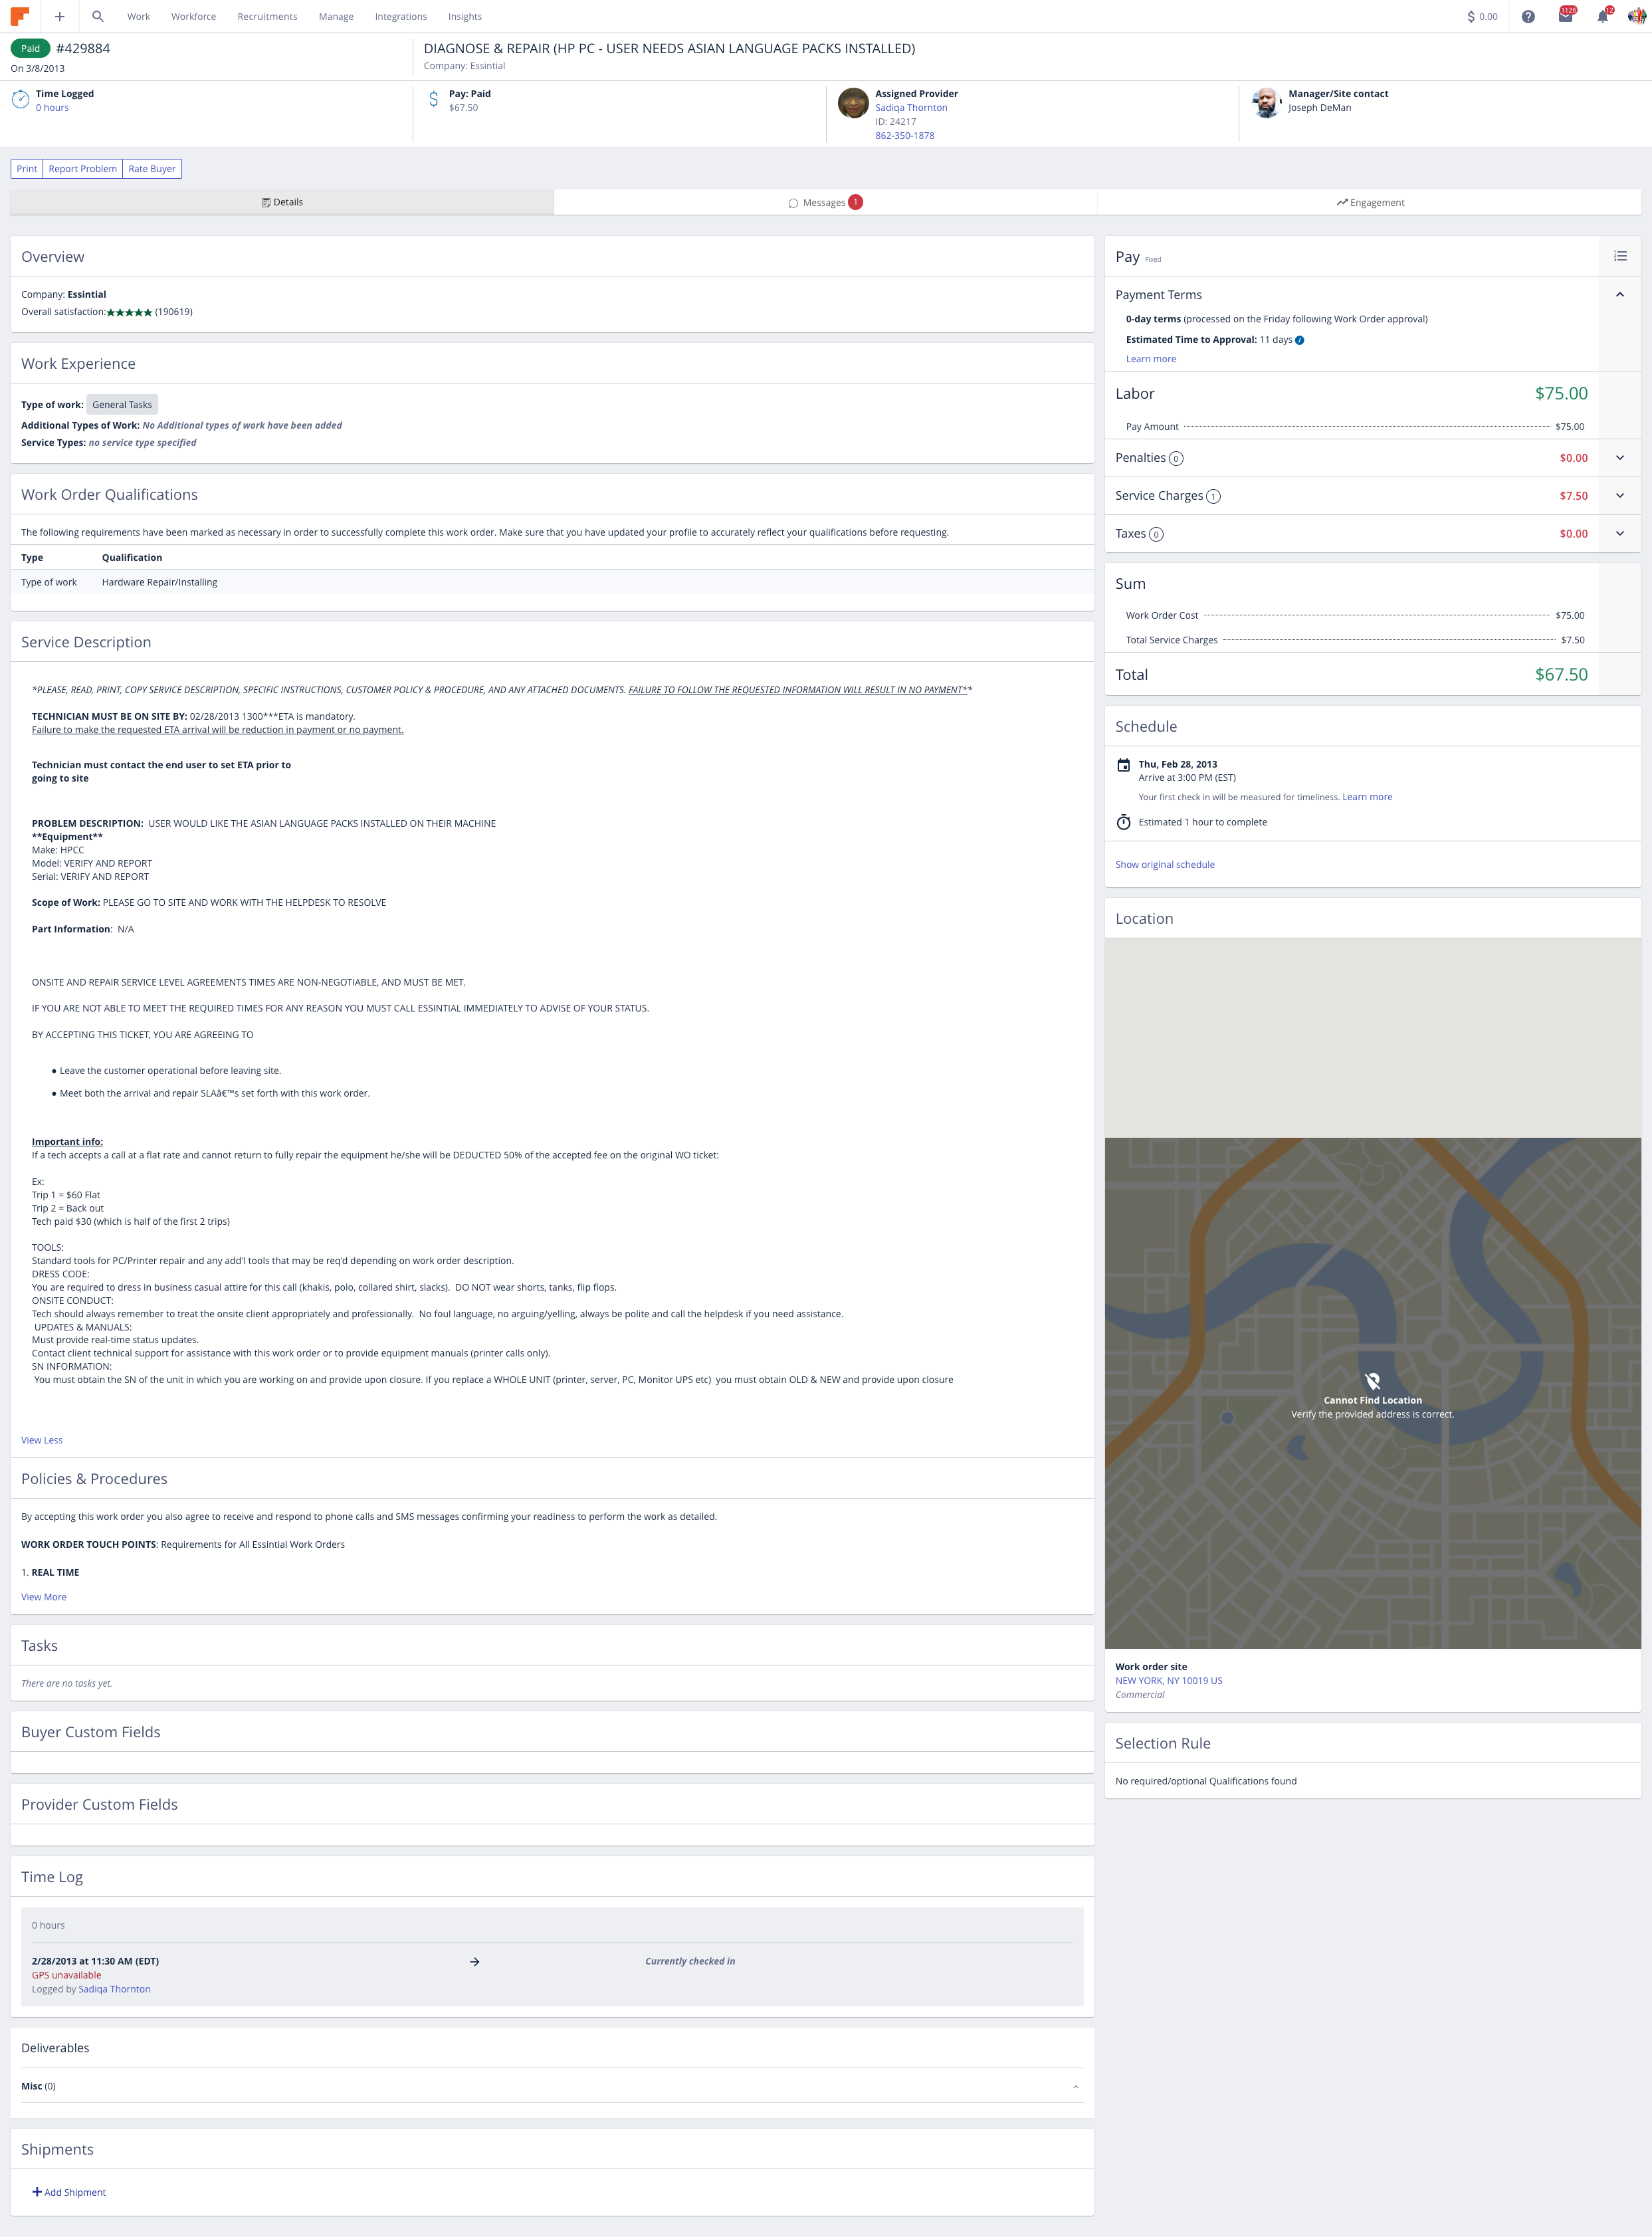 Work Workforce Recruitments Manage Integrations Insights
$ 0.00
1126
12
Paid #429884
On 3/8/2013
DIAGNOSE & REPAIR (HP PC - USER NEEDS ASIAN LANGUAGE PACKS INSTALLED)
Company: Essintial
Time Logged
0 hours
Pay: Paid
$67.50
Assigned Provider
Sadiqa Thornton
ID: 24217
862-350-1878
Manager/Site contact
Joseph DeMan
Print Report Problem Rate Buyer
Details
Messages 1
Engagement
Overview
Company: Essintial
Overall satisfaction:★★★★★ (190619)
Work Experience
Type of work: General Tasks
Additional Types of Work: No Additional types of work have been added
Service Types: no service type specified
Work Order Qualifications
The following requirements have been marked as necessary in order to successfully complete this work order. Make sure that you have updated your profile to accurately reflect your qualifications before requesting.
Type Qualification
Type of work Hardware Repair/Installing
Service Description
*PLEASE, READ, PRINT, COPY SERVICE DESCRIPTION, SPECIFIC INSTRUCTIONS, CUSTOMER POLICY & PROCEDURE, AND ANY ATTACHED DOCUMENTS. FAILURE TO FOLLOW THE REQUESTED INFORMATION WILL RESULT IN NO PAYMENT**
TECHNICIAN MUST BE ON SITE BY: 02/28/2013 1300***ETA is mandatory.
Failure to make the requested ETA arrival will be reduction in payment or no payment.
Technician must contact the end user to set ETA prior to
going to site
PROBLEM DESCRIPTION: USER WOULD LIKE THE ASIAN LANGUAGE PACKS INSTALLED ON THEIR MACHINE
**Equipment**
Make: HPCC
Model: VERIFY AND REPORT
Serial: VERIFY AND REPORT
Scope of Work: PLEASE GO TO SITE AND WORK WITH THE HELPDESK TO RESOLVE
Part Information: N/A
ONSITE AND REPAIR SERVICE LEVEL AGREEMENTS TIMES ARE NON-NEGOTIABLE, AND MUST BE MET.
IF YOU ARE NOT ABLE TO MEET THE REQUIRED TIMES FOR ANY REASON YOU MUST CALL ESSINTIAL IMMEDIATELY TO ADVISE OF YOUR STATUS.
BY ACCEPTING THIS TICKET, YOU ARE AGREEING TO
● Leave the customer operational before leaving site.
● Meet both the arrival and repair SLAâ€™s set forth with this work order.
Important info:
If a tech accepts a call at a flat rate and cannot return to fully repair the equipment he/she will be DEDUCTED 50% of the accepted fee on the original WO ticket:
Ex:
Trip 1 = $60 Flat
Trip 2 = Back out
Tech paid $30 (which is half of the first 2 trips)
TOOLS:
Standard tools for PC/Printer repair and any add'l tools that may be req'd depending on work order description.
DRESS CODE:
You are required to dress in business casual attire for this call (khakis, polo, collared shirt, slacks). DO NOT wear shorts, tanks, flip flops.
ONSITE CONDUCT:
Tech should always remember to treat the onsite client appropriately and professionally. No foul language, no arguing/yelling, always be polite and call the helpdesk if you need assistance.
UPDATES & MANUALS:
Must provide real-time status updates.
Contact client technical support for assistance with this work order or to provide equipment manuals (printer calls only).
SN INFORMATION:
You must obtain the SN of the unit in which you are working on and provide upon closure. If you replace a WHOLE UNIT (printer, server, PC, Monitor UPS etc) you must obtain OLD & NEW and provide upon closure
View Less
Policies & Procedures
By accepting this work order you also agree to receive and respond to phone calls and SMS messages confirming your readiness to perform the work as detailed.
WORK ORDER TOUCH POINTS: Requirements for All Essintial Work Orders
1. REAL TIME
View More
Tasks
There are no tasks yet.
Buyer Custom Fields
Provider Custom Fields
Time Log
0 hours
2/28/2013 at 11:30 AM (EDT) → Currently checked in
GPS unavailable
Logged by Sadiqa Thornton
Deliverables
Misc (0)
Shipments
+ Add Shipment
Pay Fixed
Payment Terms
0-day terms (processed on the Friday following Work Order approval)
Estimated Time to Approval: 11 days
Learn more
Labor $75.00
Pay Amount $75.00
Penalties 0 $0.00
Service Charges 1 $7.50
Taxes 0 $0.00
Sum
Work Order Cost $75.00
Total Service Charges $7.50
Total $67.50
Schedule
Thu, Feb 28, 2013
Arrive at 3:00 PM (EST)
Your first check in will be measured for timeliness. Learn more
Estimated 1 hour to complete
Show original schedule
Location
Cannot Find Location
Verify the provided address is correct.
Work order site
NEW YORK, NY 10019 US
Commercial
Selection Rule
No required/optional Qualifications found